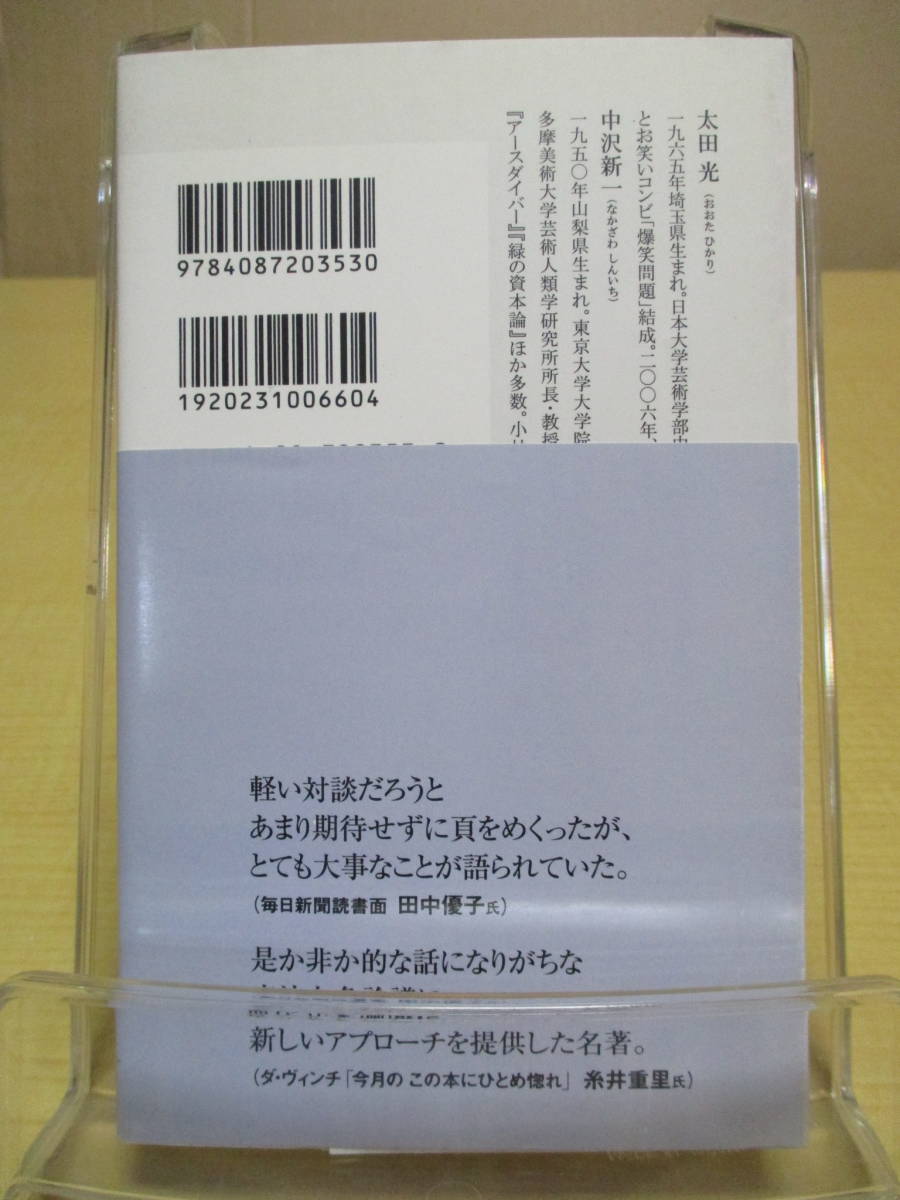 太田 光(おおた ひかり)
一九六五年埼玉県生まれ。日本大学芸術学部中
とお笑いコンビ「爆笑問題」結成。二〇〇六年、
中沢新一(なかざわ しんいち)
一九五〇年山梨県生まれ。東京大学大学院
多摩美術大学芸術人類学研究所所長・教授
『アースダイバー』『緑の資本論』ほか多数。小
9784087203530
1920231006604
軽い対談だろうと
あまり期待せずに頁をめくったが、
とても大事なことが語られていた。
(毎日新聞読書面 田中優子氏)
是か非か的な話になりがちな
新しいアプローチを提供した名著。
(ダ・ヴィンチ「今月の この本にひとめ惚れ」 糸井重里氏)